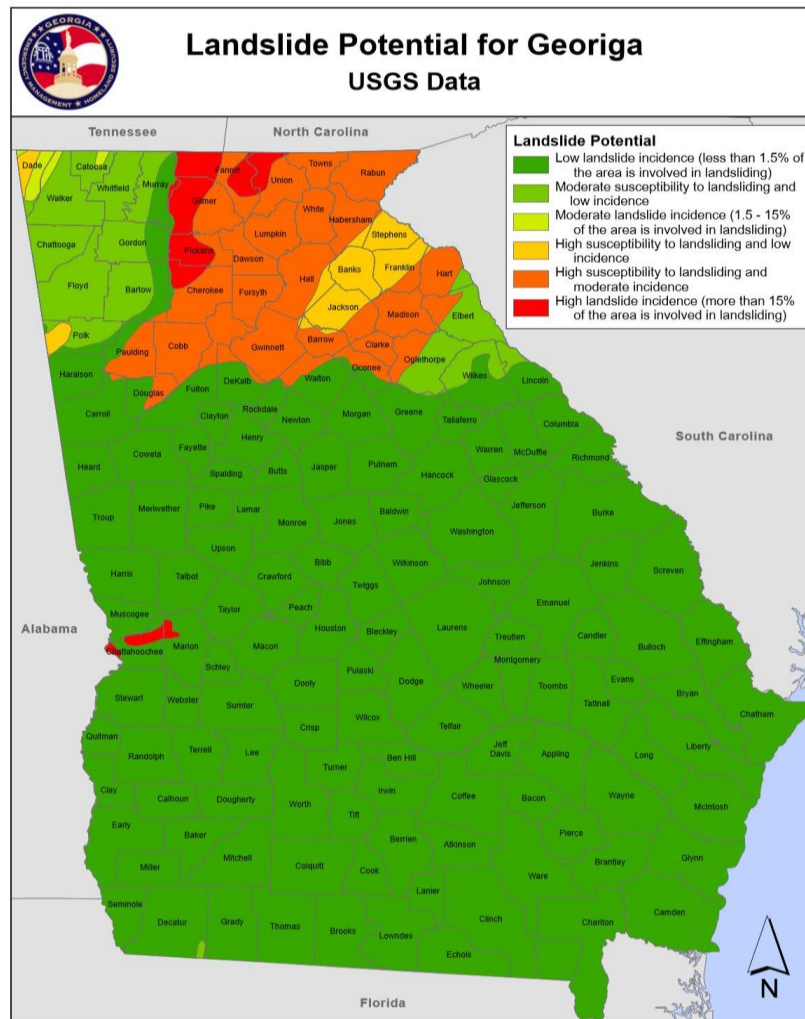 GEORGIA
EMERGENCY MANAGEMENT HOMELAND SECURITY
Landslide Potential for Georiga
USGS Data
Tennessee
North Carolina
Landslide Potential
Low landslide incidence (less than 1.5% of
the area is involved in landsliding)
Moderate susceptibility to landsliding and
low incidence
Moderate landslide incidence (1.5 - 15%
of the area is involved in landsliding)
High susceptibility to landsliding and low
incidence
High susceptibility to landsliding and
moderate incidence
High landslide incidence (more than 15%
of the area is involved in landsliding)
Dade
Catoosa
Fannin
Towns
Rabun
Walker
Whitfield
Murray
Union
Gilmer
White
Habersham
Chattooga
Gordon
Lumpkin
Stephens
Pickens
Dawson
Banks
Franklin
Hart
Floyd
Bartow
Cherokee
Forsyth
Hall
Jackson
Madison
Elbert
Polk
Paulding
Cobb
Gwinnett
Barrow
Clarke
Oglethorpe
Oconee
Wilkes
Lincoln
Haralson
Douglas
Fulton
DeKalb
Walton
Carroll
Clayton
Rockdale
Newton
Morgan
Greene
Taliaferro
Columbia
McDuffie
Warren
Richmond
South Carolina
Heard
Coweta
Fayette
Henry
Spalding
Butts
Jasper
Putnam
Hancock
Glascock
Jefferson
Burke
Troup
Meriwether
Pike
Lamar
Monroe
Jones
Baldwin
Washington
Upson
Bibb
Wilkinson
Jenkins
Screven
Harris
Talbot
Crawford
Twiggs
Johnson
Emanuel
Alabama
Muscogee
Taylor
Peach
Houston
Bleckley
Laurens
Treutlen
Candler
Bulloch
Effingham
Chattahoochee
Marion
Macon
Schley
Pulaski
Dodge
Montgomery
Wheeler
Toombs
Evans
Tattnall
Bryan
Chatham
Stewart
Webster
Sumter
Dooly
Crisp
Wilcox
Telfair
Quitman
Randolph
Terrell
Lee
Turner
Ben Hill
Jeff
Davis
Appling
Long
Liberty
Clay
Calhoun
Dougherty
Worth
Irwin
Tift
Coffee
Bacon
Wayne
McIntosh
Early
Baker
Berrien
Atkinson
Pierce
Miller
Mitchell
Colquitt
Cook
Ware
Brantley
Glynn
Lanier
Seminole
Decatur
Grady
Thomas
Brooks
Lowndes
Clinch
Charlton
Camden
Echols
Florida
N